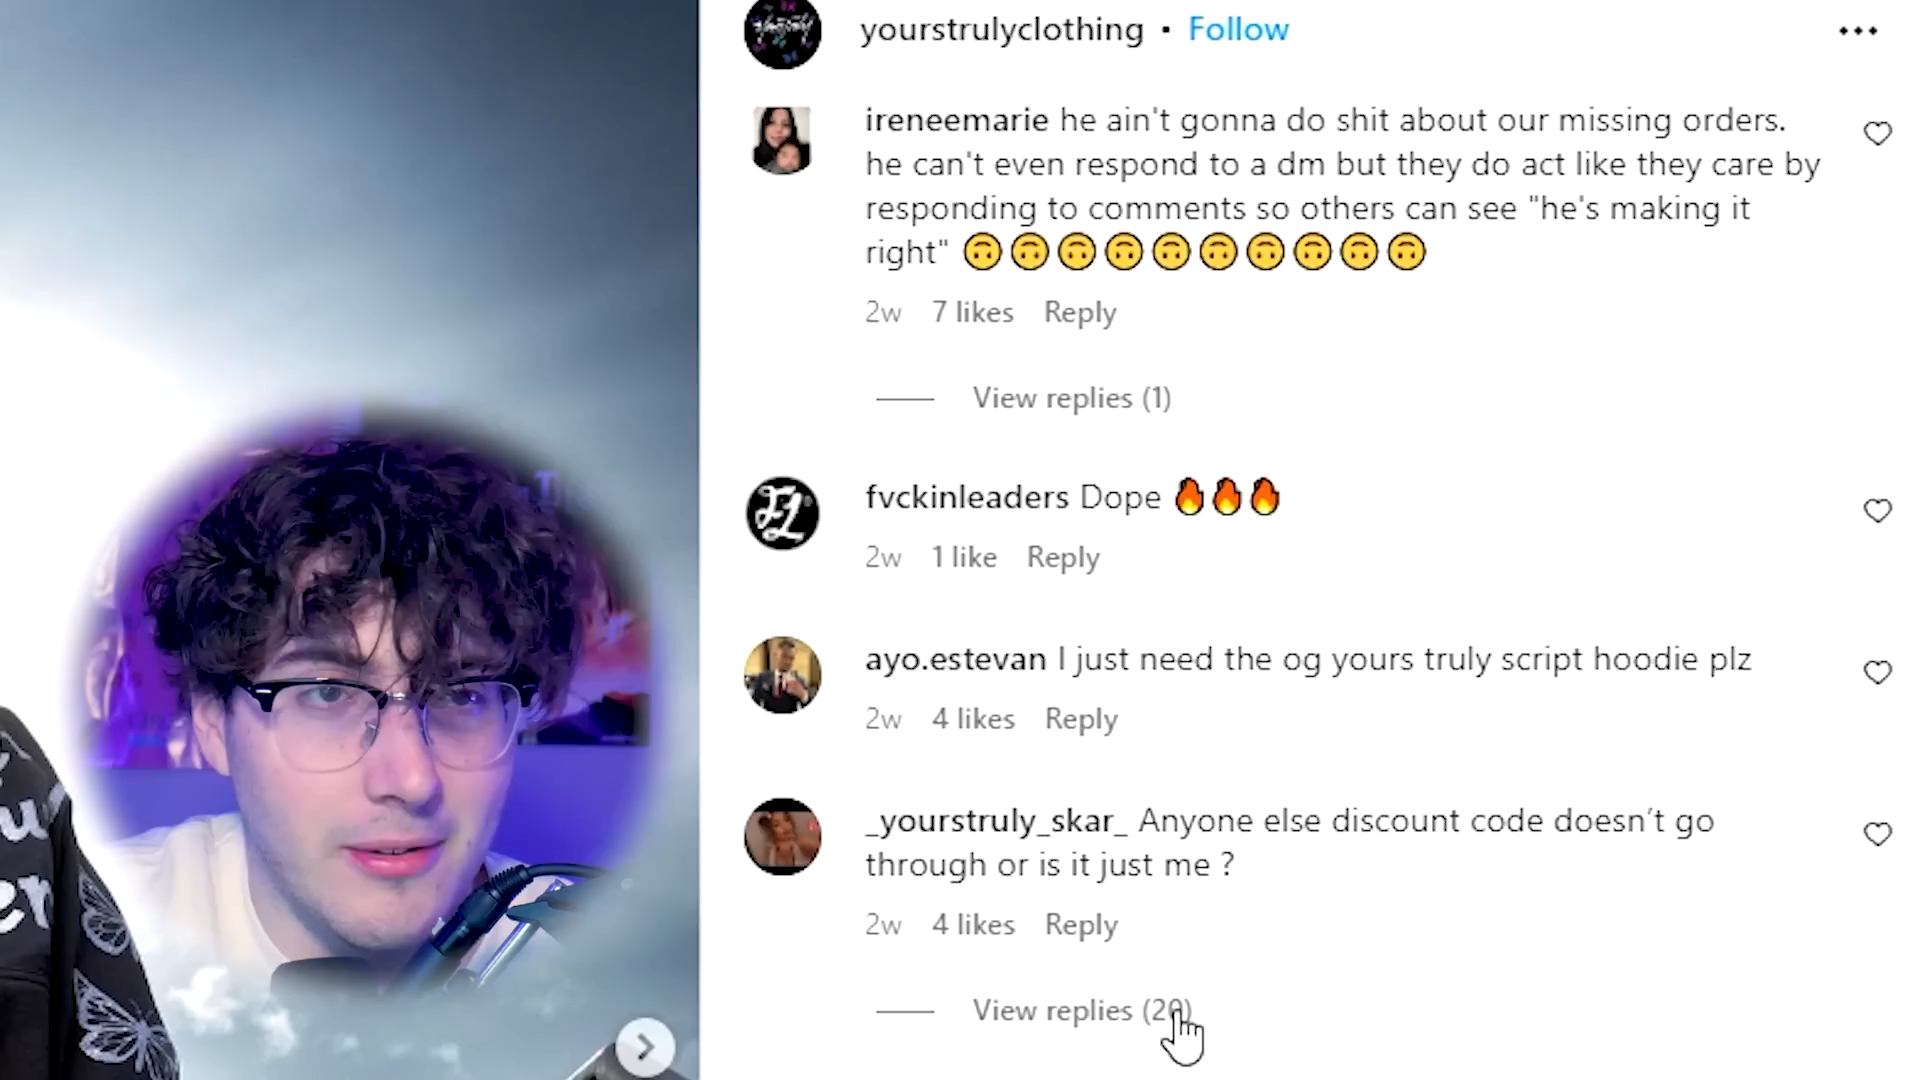 yourstrulyclothing • Follow
ireneemarie he ain't gonna do shit about our missing orders.
he can't even respond to a dm but they do act like they care by
responding to comments so others can see "he's making it
right" 🙃🙃🙃🙃🙃🙃🙃🙃🙃🙃
2w 7 likes Reply
View replies (1)
fvckinleaders Dope 🔥🔥🔥
2w 1 like Reply
ayo.estevan I just need the og yours truly script hoodie plz
2w 4 likes Reply
_yourstruly_skar_ Anyone else discount code doesn’t go
through or is it just me ?
2w 4 likes Reply
View replies (20)